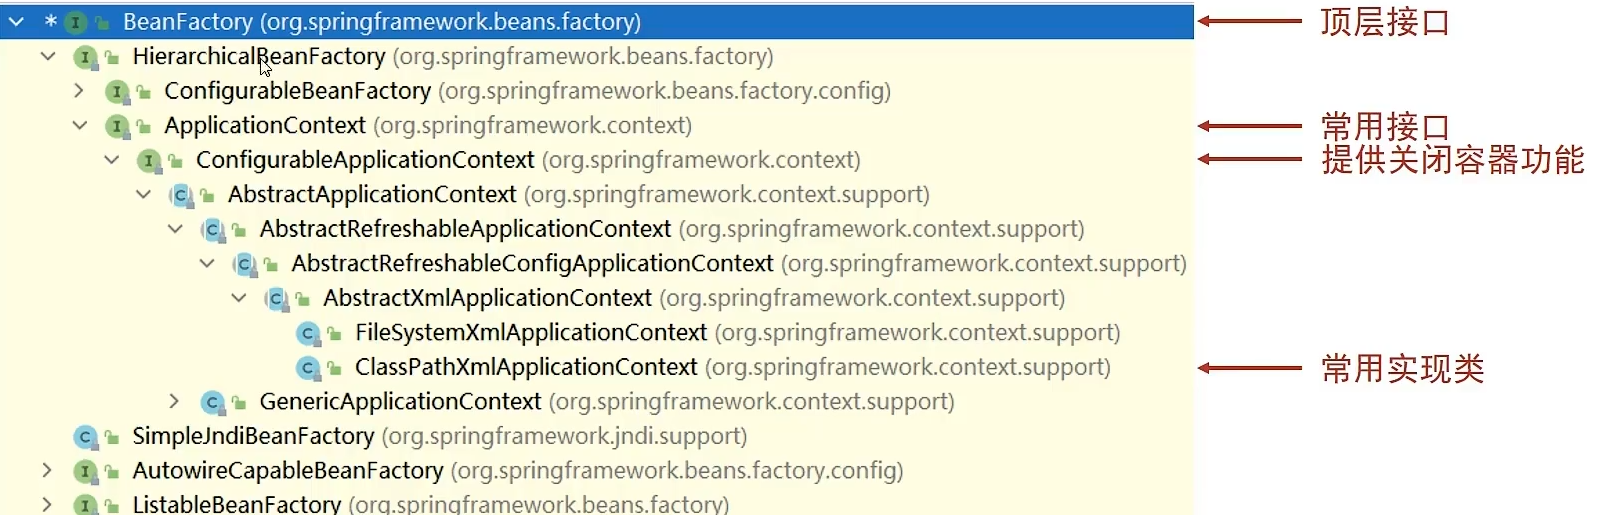 * BeanFactory (org.springframework.beans.factory) 顶层接口
HierarchicalBeanFactory (org.springframework.beans.factory)
ConfigurableBeanFactory (org.springframework.beans.factory.config)
ApplicationContext (org.springframework.context) 常用接口
ConfigurableApplicationContext (org.springframework.context) 提供关闭容器功能
AbstractApplicationContext (org.springframework.context.support)
AbstractRefreshableApplicationContext (org.springframework.context.support)
AbstractRefreshableConfigApplicationContext (org.springframework.context.support)
AbstractXmlApplicationContext (org.springframework.context.support)
FileSystemXmlApplicationContext (org.springframework.context.support)
ClassPathXmlApplicationContext (org.springframework.context.support) 常用实现类
GenericApplicationContext (org.springframework.context.support)
SimpleJndiBeanFactory (org.springframework.jndi.support)
AutowireCapableBeanFactory (org.springframework.beans.factory.config)
ListableBeanFactory (org.springframework.beans.factory)